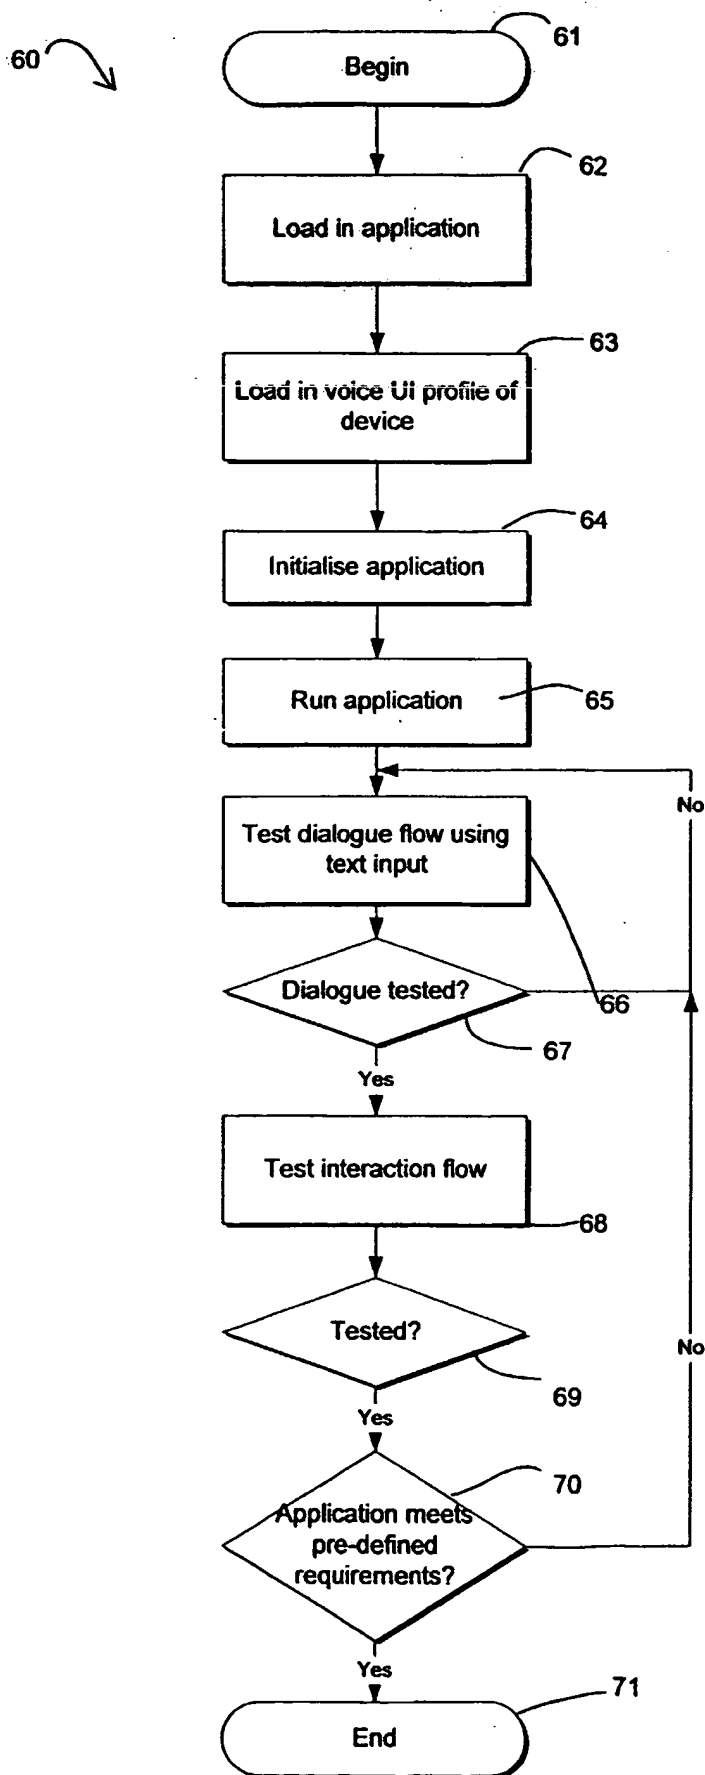 60
61
Begin
62
Load in application
63
Load in voice UI profile of
device
64
Initialise application
Run application
65
No
Test dialogue flow using
text input
Dialogue tested?
66
67
Yes
Test interaction flow
68
Tested?
No
69
Yes
70
Application meets
pre-defined
requirements?
Yes
71
End